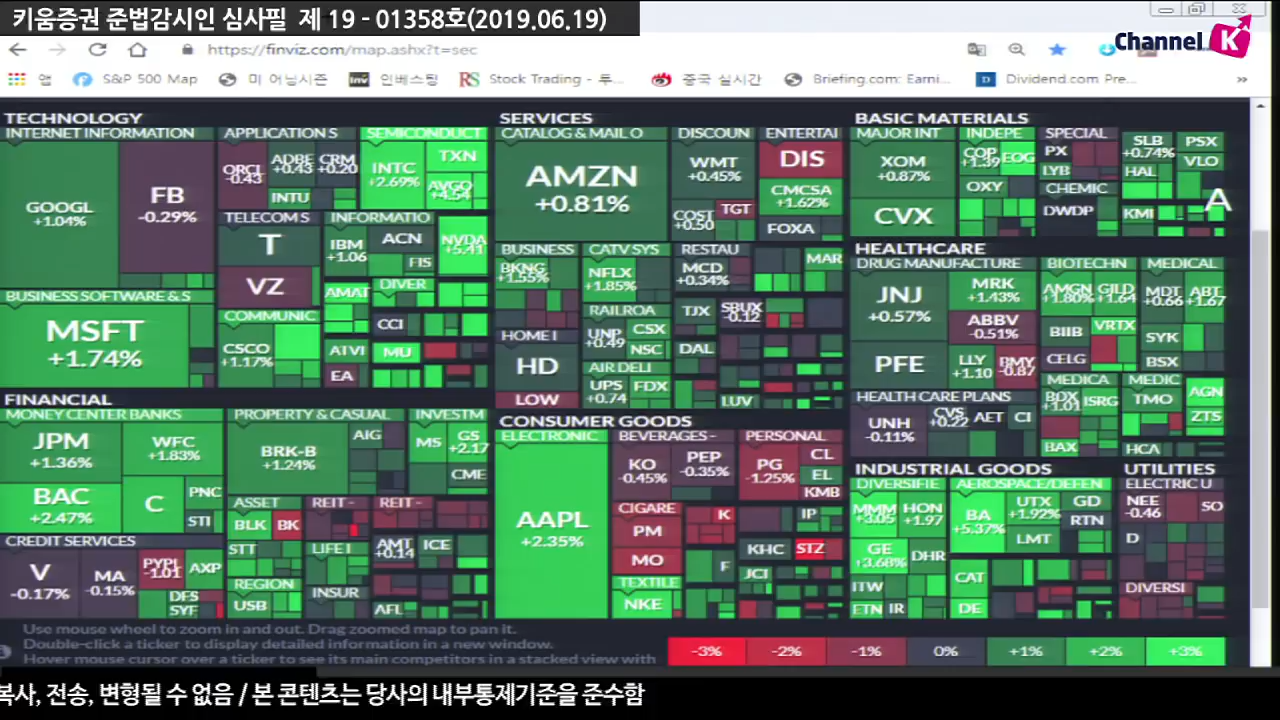 키움증권 준법감시인 심사필 제 19 - 01358호(2019.06.19)
Channel K
https://finviz.com/map.ashx?t=sec
앱 S&P 500 Map 미 어닝시즌 Inv 인베스팅 RS Stock Trading - 투... 중국 실시간 Briefing.com: Earni... D Dividend.com Pre... »
TECHNOLOGY
INTERNET INFORMATION
GOOGL
+1.04%
FB
-0.29%
APPLICATION S
ORCL
-0.43
ADBE
+0.43
CRM
+0.20
INTU
SEMICONDUCT
INTC
+2.69%
TXN
AVGO
+4.54
TELECOM S
T
VZ
INFORMATIO
IBM
+1.06
ACN
FIS
NVDA
+5.41
BUSINESS SOFTWARE & S
MSFT
+1.74%
COMMUNIC
CSCO
+1.17%
AMAT
DIVER
CCI
ATVI
MU
EA
SERVICES
CATALOG & MAIL O
AMZN
+0.81%
DISCOUN
WMT
+0.45%
COST
+0.50
TGT
ENTERTAI
DIS
CMCSA
+1.62%
FOXA
BUSINESS
BKNG
+1.55%
CATV SYS
NFLX
+1.85%
RESTAU
MCD
+0.34%
MAR
RAILROA
UNP
+0.49
CSX
NSC
TJX
SBUX
-0.12
HOME I
HD
LOW
AIR DELI
UPS
+0.74
FDX
DAL
LUV
BASIC MATERIALS
MAJOR INT
XOM
+0.87%
CVX
INDEPE
COP
+1.39
EOG
OXY
SPECIAL
PX
LYB
CHEMIC
DWDP
SLB
+0.74%
HAL
KMI
PSX
VLO
A
HEALTHCARE
DRUG MANUFACTURE
JNJ
+0.57%
PFE
MRK
+1.43%
ABBV
-0.51%
LLY
+1.10
BMY
-0.87
BIOTECHN
AMGN
+1.80%
GILD
+1.64
BIIB
VRTX
CELG
MEDICAL
MDT
+0.66
ABT
+1.67
SYK
BSX
HEALTH CARE PLANS
UNH
-0.11%
CVS
+0.22
AET
CI
MEDICA
BDX
+1.01
ISRG
BAX
MEDIC
TMO
AGN
ZTS
HCA
FINANCIAL
MONEY CENTER BANKS
JPM
+1.36%
WFC
+1.83%
BAC
+2.47%
C
PNC
STI
PROPERTY & CASUAL
BRK-B
+1.24%
AIG
INVESTM
MS
GS
+2.17
CME
CREDIT SERVICES
V
-0.17%
MA
-0.15%
PYPL
-1.01
AXP
DFS
SYF
ASSET
BLK
BK
STT
REGION
USB
REIT -
REIT -
LIFE I
INSUR
AMT
+0.14
ICE
AFL
CONSUMER GOODS
ELECTRONIC
AAPL
+2.35%
BEVERAGES -
KO
-0.45%
PEP
-0.35%
PERSONAL
PG
-1.25%
CL
EL
KMB
CIGARE
PM
MO
K
IP
KHC
STZ
TEXTILE
NKE
F
JCI
INDUSTRIAL GOODS
DIVERSIFIE
MMM
+3.05
HON
+1.97
GE
+3.68%
DHR
ITW
ETN
IR
AEROSPACE/DEFEN
BA
+5.37%
UTX
+1.92%
GD
RTN
LMT
CAT
DE
UTILITIES
ELECTRIC U
NEE
-0.46
SO
D
DIVERSI
Use mouse wheel to zoom in and out. Drag zoomed map to pan it.
Double-click a ticker to display detailed information in a new window.
Hover mouse cursor over a ticker to see its main competitors in a stacked view with
-3% -2% -1% 0% +1% +2% +3%
복사, 전송, 변형될 수 없음 / 본 콘텐츠는 당사의 내부통제기준을 준수함